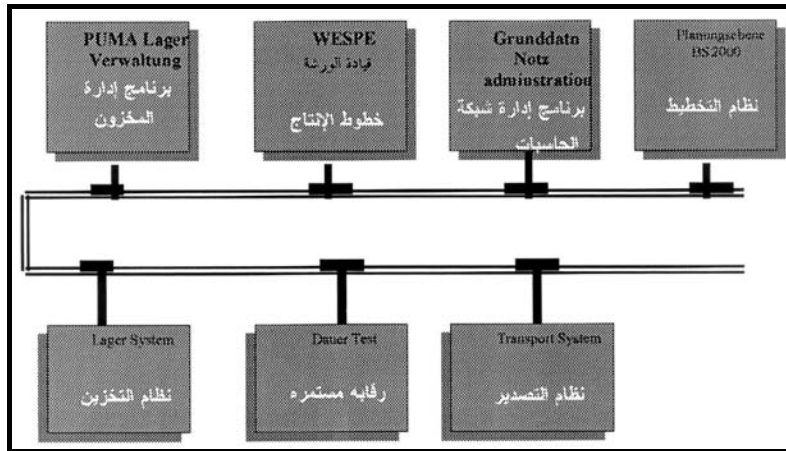 PUMA Lager
Verwaltung
برنامج إدارة
المخزون
WESPE
قيادة الورشة
خطوط الإنتاج
Grunddatn
Notz
adminstration
برنامج إدارة شبكة
الحاسبات
Planungsebene
BS2000
نظام التخطيط
Lager System
نظام التخزين
Dauer Test
رقابه مستمره
Transport System
نظام التصدير